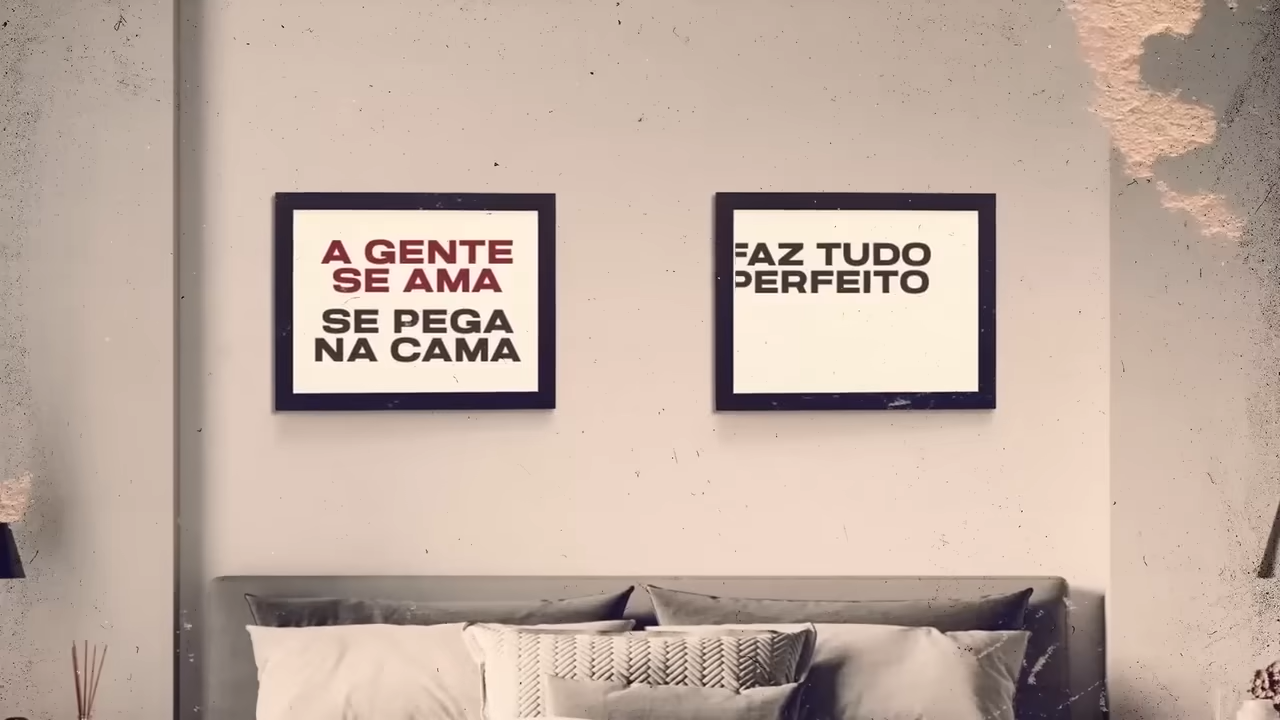 A GENTE
SE AMA
SE PEGA
NA CAMA
FAZ TUDO
PERFEITO